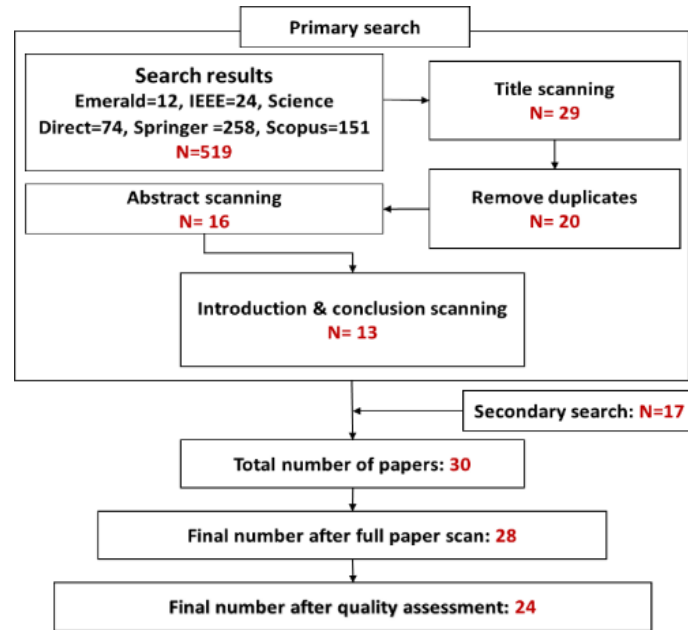 Primary search
Search results
Emerald=12, IEEE=24, Science
Direct=74, Springer =258, Scopus=151
N=519
Title scanning
N= 29
Remove duplicates
N= 20
Abstract scanning
N= 16
Introduction & conclusion scanning
N= 13
Secondary search: N=17
Total number of papers: 30
Final number after full paper scan: 28
Final number after quality assessment: 24